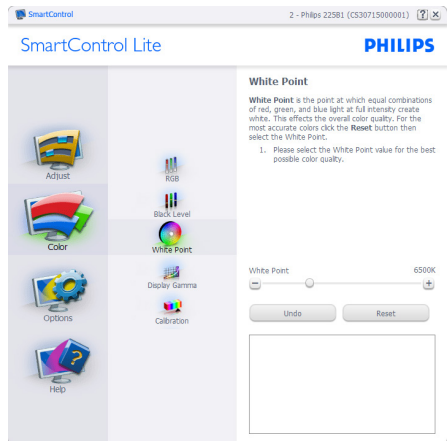 SmartControl
2 - Philips 225B1 (CS30715000001)
?
SmartControl Lite
PHILIPS
Adjust
Color
Options
Help
RGB
Black Level
White Point
Display Gamma
Calibration
White Point
White Point is the point at which equal combinations
of red, green, and blue light at full intensity create
white. This effects the overall color quality. For the
most accurate colors click the Reset button then
select the White Point.
1. Please select the White Point value for the best
possible color quality.
White Point
6500K
Undo
Reset